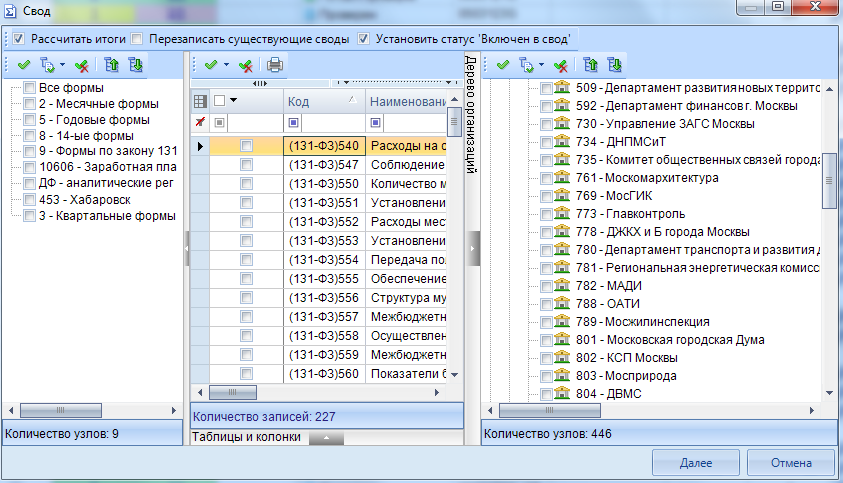 Свод
Рассчитать итоги
Перезаписать существующие своды
Установить статус 'Включен в свод'
Все формы
2 - Месячные формы
5 - Годовые формы
8 - 14-ые формы
9 - Формы по закону 131
10606 - Заработная пла
ДФ - аналитические рег
453 - Хабаровск
3 - Квартальные формы
Количество узлов: 9
Код
Наименовани
(131-ФЗ)540 Расходы на с
(131-ФЗ)547 Соблюдение
(131-ФЗ)550 Количество м
(131-ФЗ)551 Установлени
(131-ФЗ)552 Расходы мес
(131-ФЗ)553 Установлени
(131-ФЗ)554 Передача пол
(131-ФЗ)555 Обеспечение
(131-ФЗ)556 Структура му
(131-ФЗ)557 Межбюджетн
(131-ФЗ)558 Осуществлен
(131-ФЗ)559 Межбюджетн
(131-ФЗ)560 Показатели б
Количество записей: 227
Таблицы и колонки
Дерево организаций
509 - Департамент развития новых территс
592 - Департамент финансов г. Москвы
730 - Управление ЗАГС Москвы
734 - ДНПМСиТ
735 - Комитет общественных связей города
761 - Москомархитектура
769 - МосГИК
773 - Главконтроль
778 - ДЖКХ и Б города Москвы
780 - Департамент транспорта и развития д
781 - Региональная энергетическая комисс
782 - МАДИ
788 - ОАТИ
789 - Мосжилинспекция
801 - Московская городская Дума
802 - КСП Москвы
803 - Мосприрода
804 - ДВМС
Количество узлов: 446
Далее
Отмена